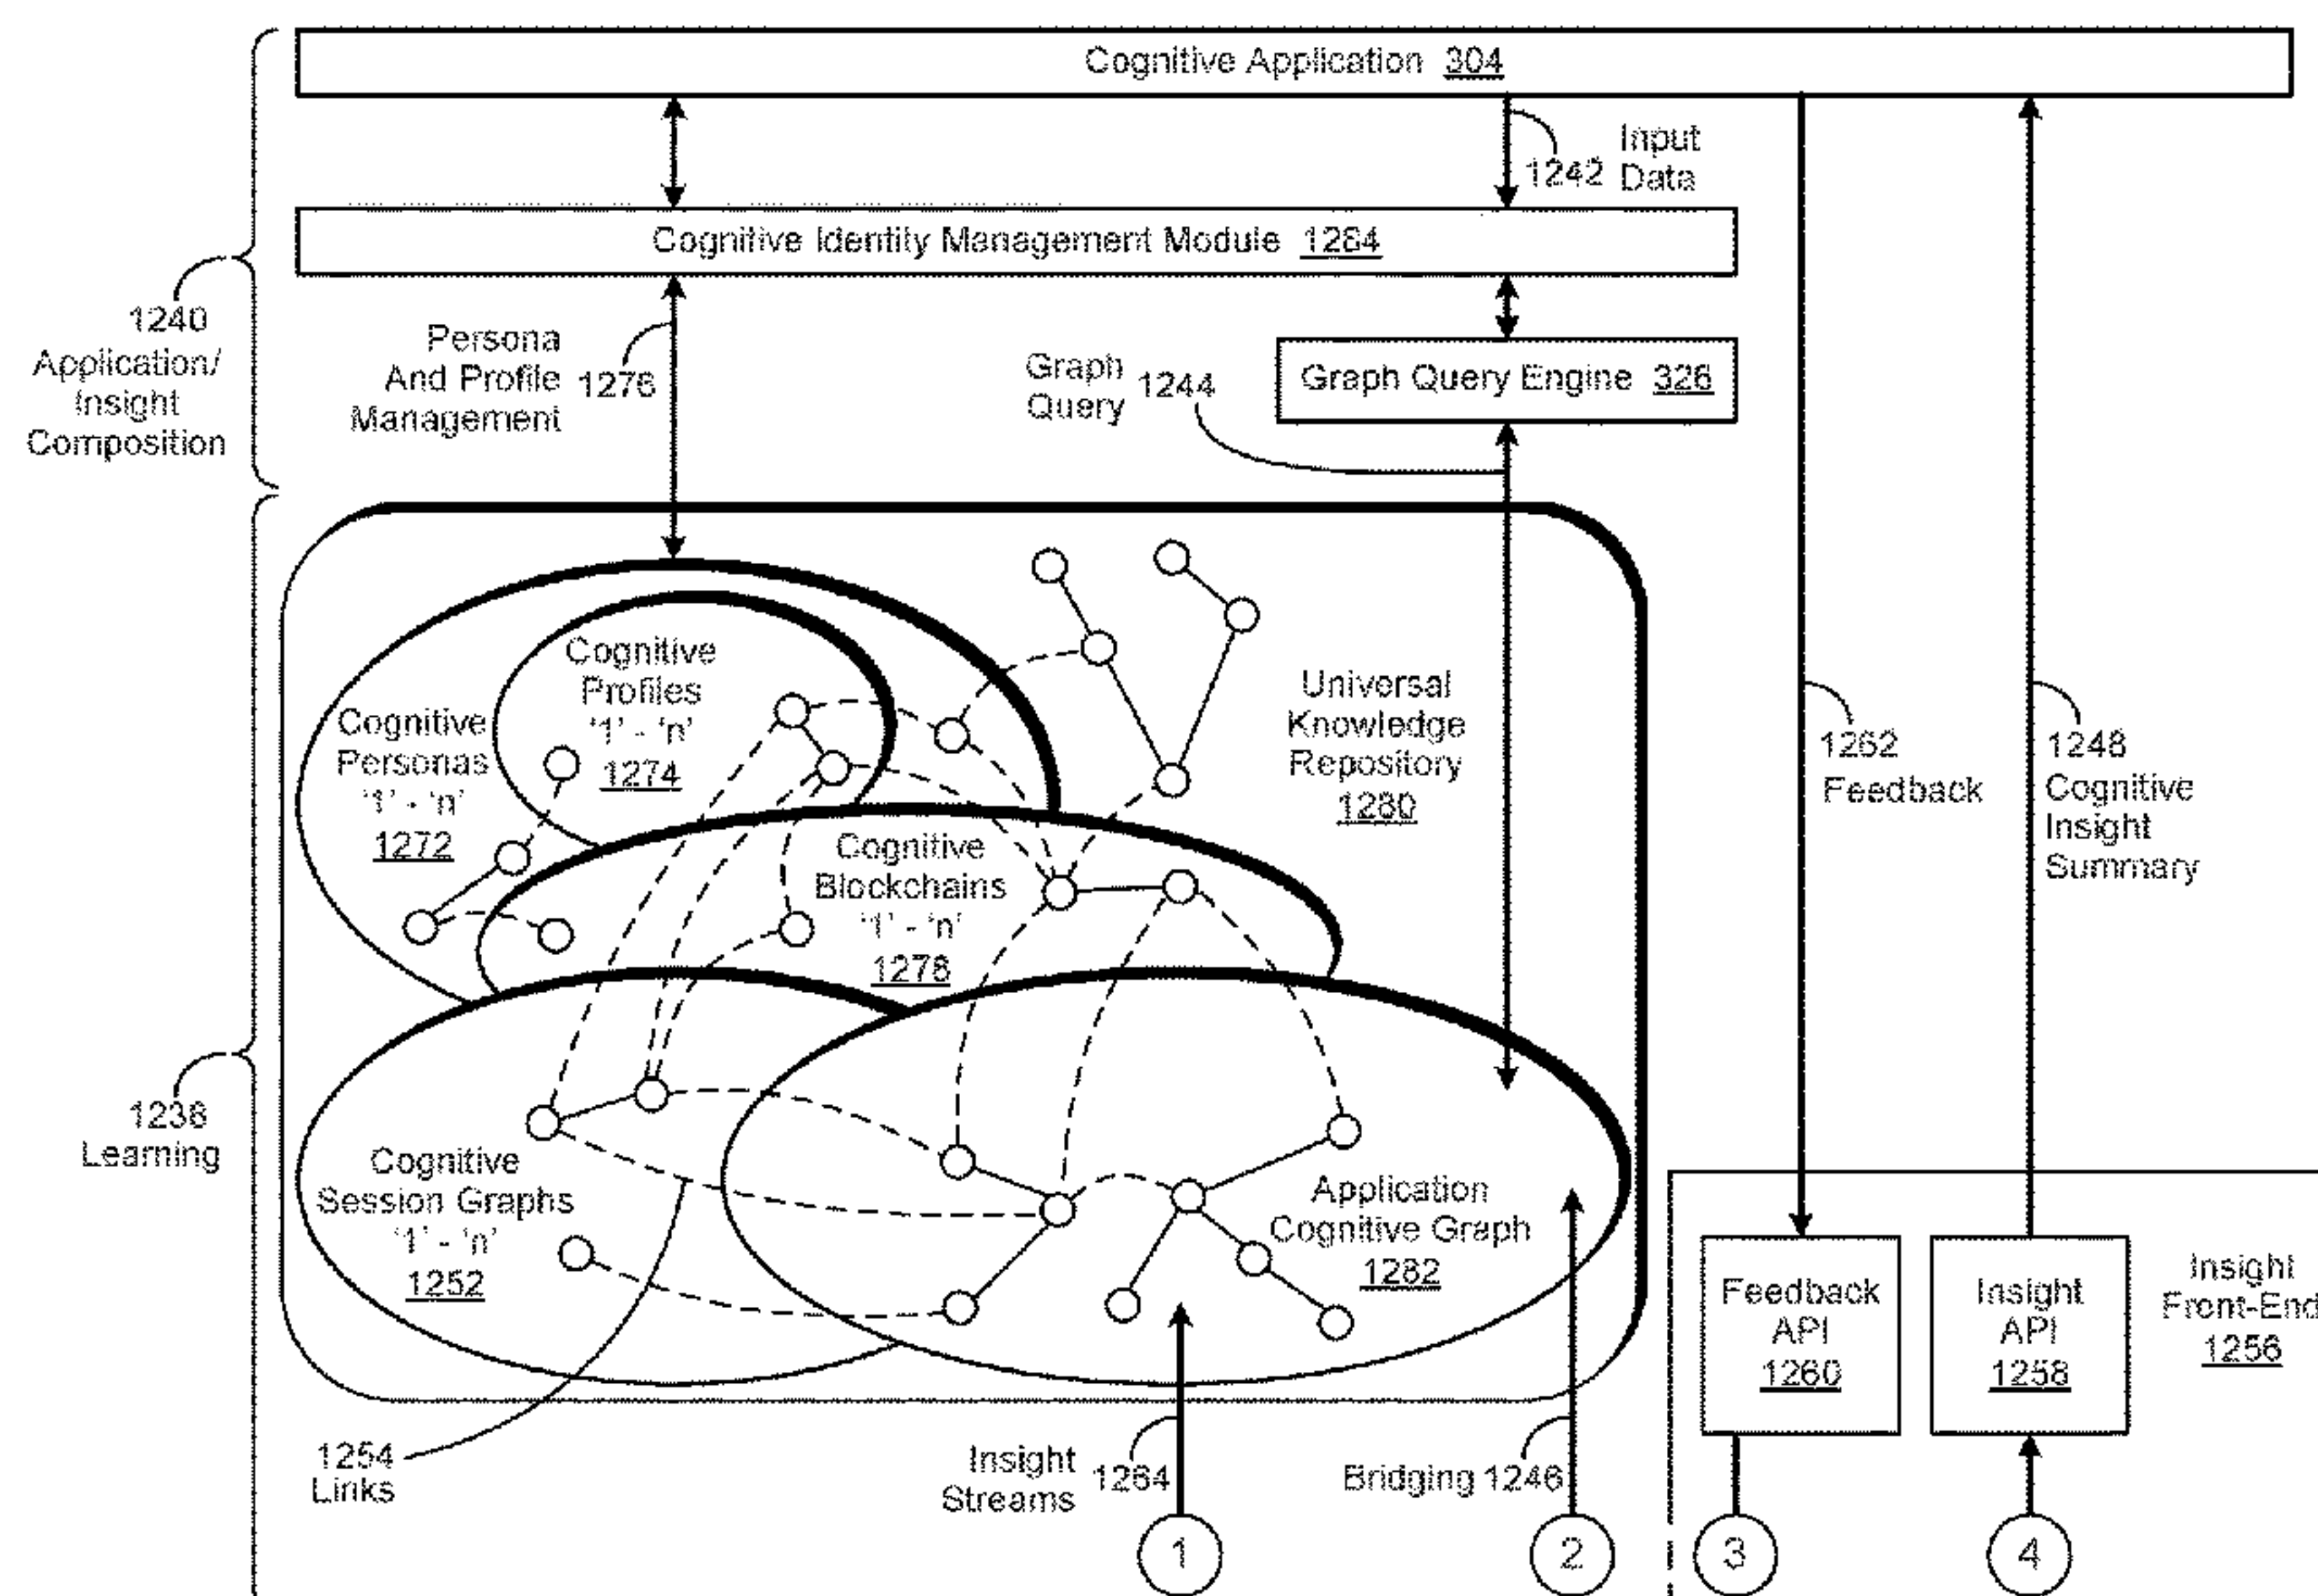 Cognitive Application 304
Input
Data
1242
Cognitive Identity Management Module 1284
1240
Application/
Insight
Composition
Persona
And Profile
Management
1276
Graph
Query
1244
Graph Query Engine 326
Cognitive
Profiles
'1' - 'n'
1274
Cognitive
Personas
'1' - 'n'
1272
Universal
Knowledge
Repository
1280
1262
Feedback
1248
Cognitive
Insight
Summary
Cognitive
Blockchains
'1' - 'n'
1278
1238
Learning
Cognitive
Session Graphs
'1' - 'n'
1252
Application
Cognitive Graph
1282
Feedback
API
1260
Insight
API
1258
Insight
Front-End
1256
1254
Links
Insight
Streams
1264
Bridging 1246
1
2
3
4